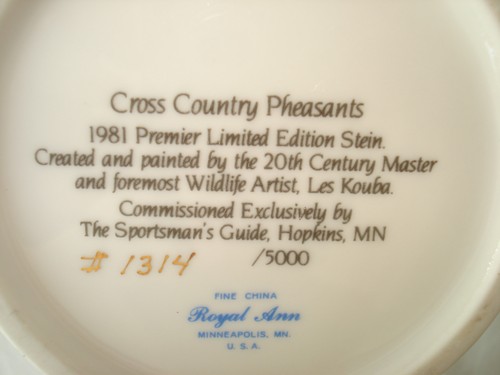 Cross Country Pheasants
1981 Premier Limited Edition Stein.
Created and painted by the 20th Century Master
and foremost Wildlife Artist, Les Kouba.
Commissioned Exclusively by
The Sportsman's Guide, Hopkins, MN
# 1314 /5000
FINE CHINA
Royal Ann
MINNEAPOLIS, MN.
U. S. A.